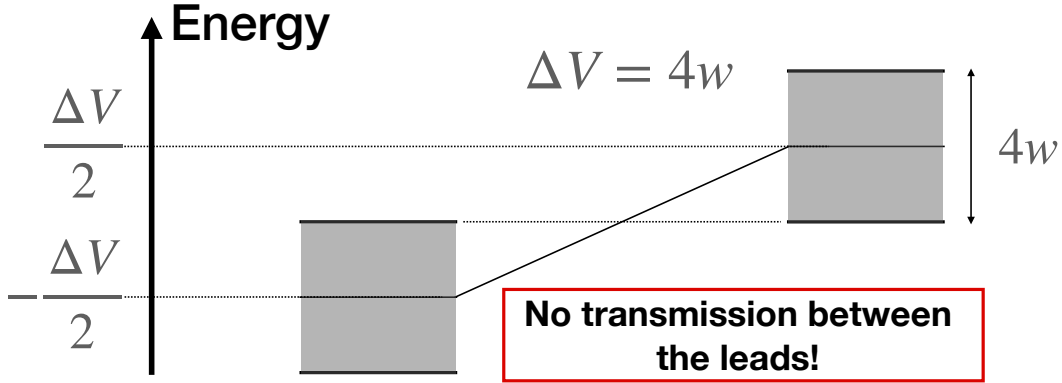 Energy
ΔV = 4w
ΔV
2
4w
− ΔV
2
No transmission between
the leads!